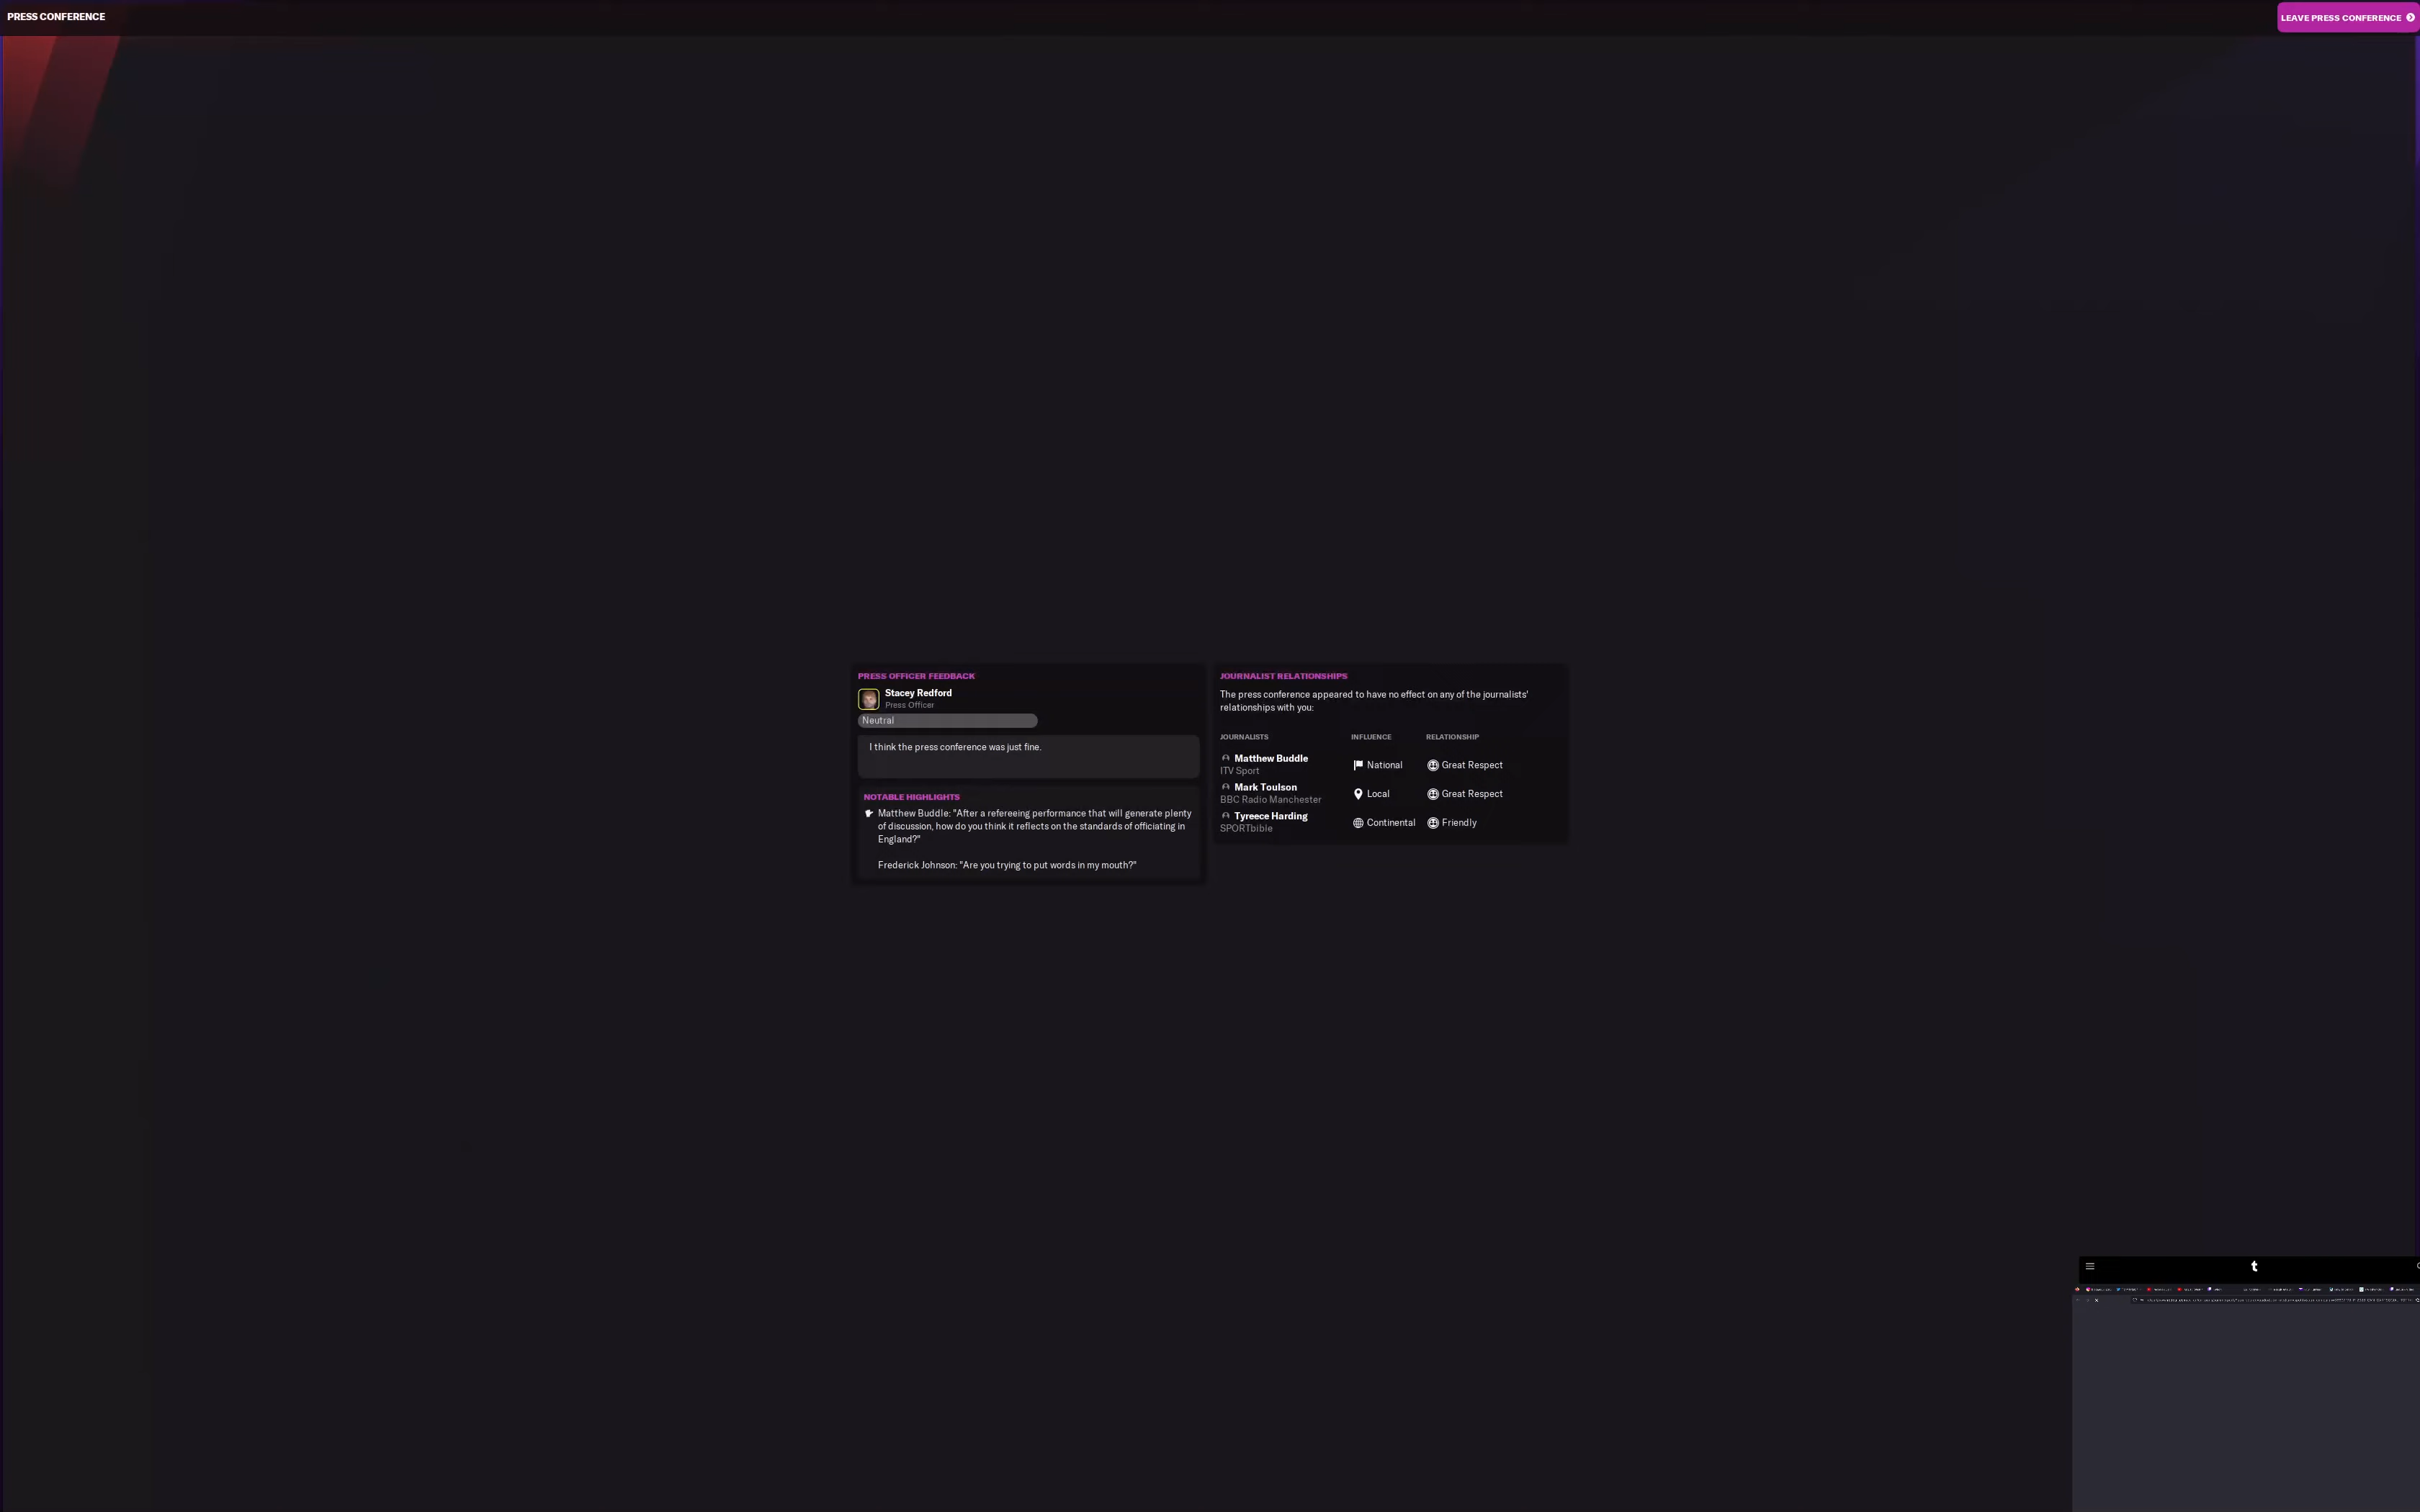 PRESS CONFERENCE
LEAVE PRESS CONFERENCE
PRESS OFFICER FEEDBACK
Stacey Redford
Press Officer
Neutral
I think the press conference was just fine.
NOTABLE HIGHLIGHTS
Matthew Buddle: "After a refereeing performance that will generate plenty
of discussion, how do you think it reflects on the standards of officiating in
England?"
Frederick Johnson: "Are you trying to put words in my mouth?"
JOURNALIST RELATIONSHIPS
The press conference appeared to have no effect on any of the journalists'
relationships with you:
JOURNALISTS INFLUENCE RELATIONSHIP
Matthew Buddle
ITV Sport
National Great Respect
Mark Toulson
BBC Radio Manchester
Local Great Respect
Tyreece Harding
SPORTbible
Continental Friendly
t